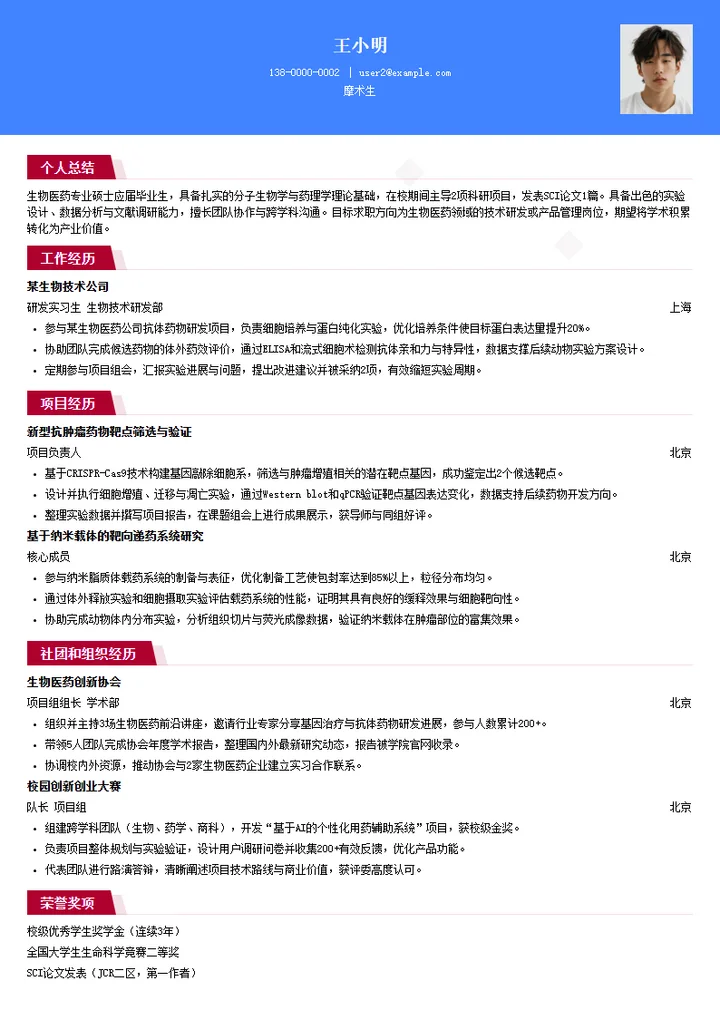 王小明
138-0000-0002 | user2@example.com
摩术生
个人总结
生物医药专业硕士应届毕业生，具备扎实的分子生物学与药理学理论基础，在校期间主导2项科研项目，发表SCI论文1篇。具备出色的实验
设计、数据分析与文献调研能力，擅长团队协作与跨学科沟通。目标求职方向为生物医药领域的技术研发或产品管理岗位，期望将学术积累
转化为产业价值。
工作经历
某生物技术公司
研发实习生 生物技术研发部 上海
• 参与某生物医药公司抗体药物研发项目，负责细胞培养与蛋白纯化实验，优化培养条件使目标蛋白表达量提升20%。
• 协助团队完成候选药物的体外药效评价，通过ELISA和流式细胞术检测抗体亲和力与特异性，数据支撑后续动物实验方案设计。
• 定期参与项目组会，汇报实验进展与问题，提出改进建议并被采纳2项，有效缩短实验周期。
项目经历
新型抗肿瘤药物靶点筛选与验证
项目负责人 北京
• 基于CRISPR-Cas9技术构建基因敲除细胞系，筛选与肿瘤增殖相关的潜在靶点基因，成功鉴定出2个候选靶点。
• 设计并执行细胞增殖、迁移与凋亡实验，通过Western blot和qPCR验证靶点基因表达变化，数据支持后续药物开发方向。
• 整理实验数据并撰写项目报告，在课题组会上进行成果展示，获导师与同组好评。
基于纳米载体的靶向递药系统研究
核心成员 北京
• 参与纳米脂质体载药系统的制备与表征，优化制备工艺使包封率达到85%以上，粒径分布均匀。
• 通过体外释放实验和细胞摄取实验评估载药系统的性能，证明其具有良好的缓释效果与细胞靶向性。
• 协助完成动物体内分布实验，分析组织切片与荧光成像数据，验证纳米载体在肿瘤部位的富集效果。
社团和组织经历
生物医药创新协会
项目组组长 学术部 北京
• 组织并主持3场生物医药前沿讲座，邀请行业专家分享基因治疗与抗体药物研发进展，参与人数累计200+。
• 带领5人团队完成协会年度学术报告，整理国内外最新研究动态，报告被学院官网收录。
• 协调校内外资源，推动协会与2家生物医药企业建立实习合作联系。
校园创新创业大赛
队长 项目组 北京
• 组建跨学科团队（生物、药学、商科），开发“基于AI的个性化用药辅助系统”项目，获校级金奖。
• 负责项目整体规划与实验验证，设计用户调研问卷并收集200+有效反馈，优化产品功能。
• 代表团队进行路演答辩，清晰阐述项目技术路线与商业价值，获评委高度认可。
荣誉奖项
校级优秀学生奖学金（连续3年）
全国大学生生命科学竞赛二等奖
SCI论文发表（JCR二区，第一作者）